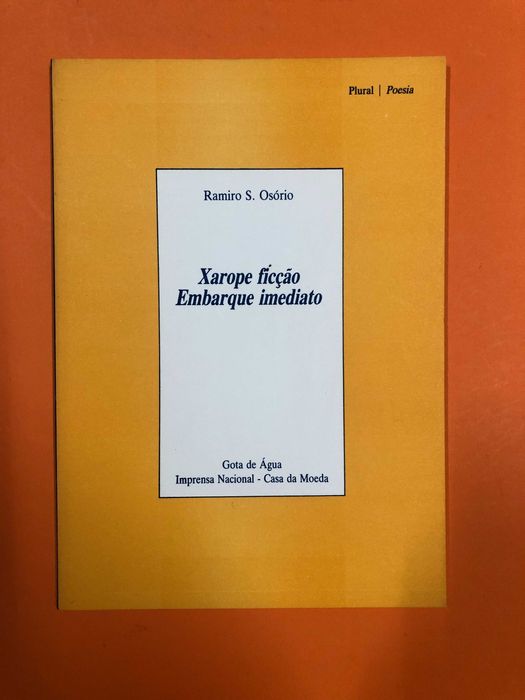 Plural | Poesia
Ramiro S. Osório
Xarope ficção
Embarque imediato
Gota de Água
Imprensa Nacional - Casa da Moeda